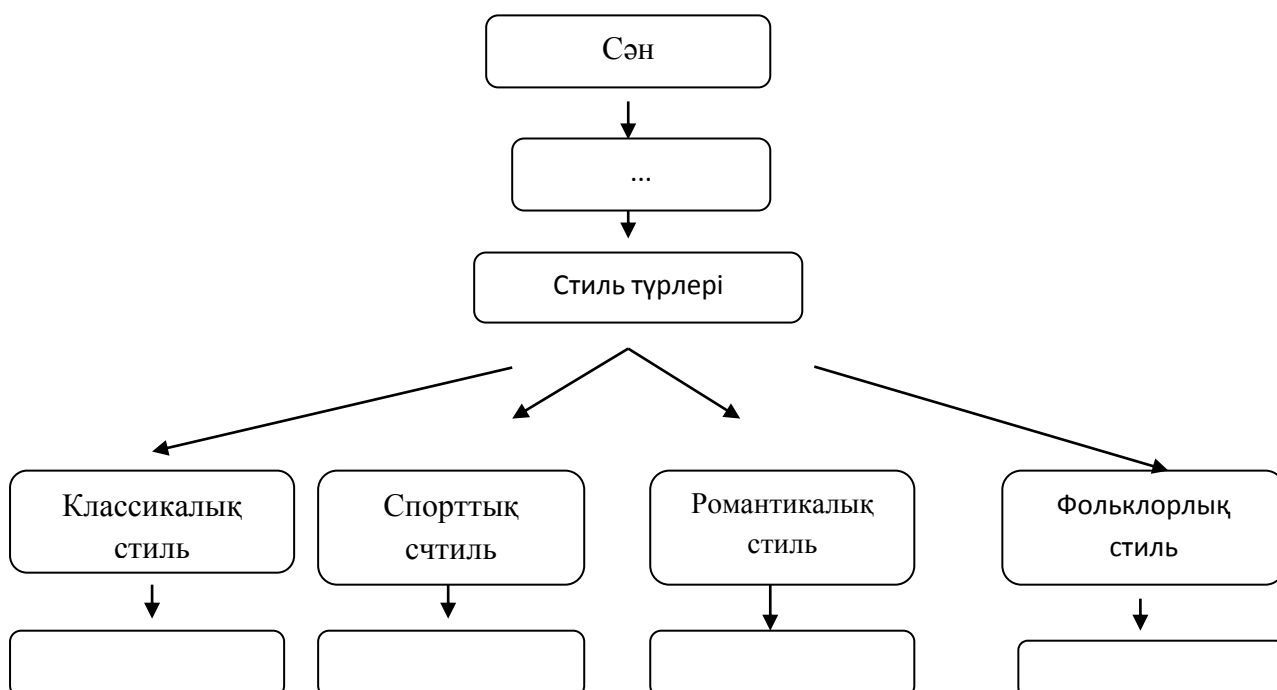 Сән
...
Стиль түрлері
Классикалық
стиль
Спорттық
счтиль
Романтикалық
стиль
Фольклорлық
стиль